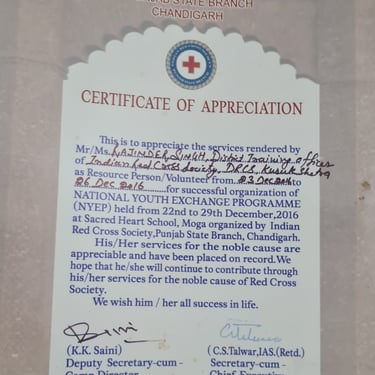 STATE BRANCH
CHANDIGARH
CERTIFICATE OF APPRECIATION
This is to appreciate the services rendered by
Mr/Ms. RAJINDER SINGH, District Training Officer
of Indian Red Cross Society, DRCS, Kurukshetra
as Resource Person/Volunteer from 23 Dec 2016 to
26 Dec 2016 for successful organization of
NATIONAL YOUTH EXCHANGE PROGRAMME
(NYEP) held from 22nd to 29th December,2016
at Sacred Heart School, Moga organized by Indian
Red Cross Society,Punjab State Branch, Chandigarh.
His/Her services for the noble cause are
appreciable and have been placed on record.We
hope that he/she will continue to contribute through
his/her services for the noble cause of Red Cross
Society.
We wish him / her all success in life.
(K.K. Saini) (C.S.Talwar,IAS.(Retd.)
Deputy Secretary-cum - Secretary-cum -
Camp Director Chief Executive